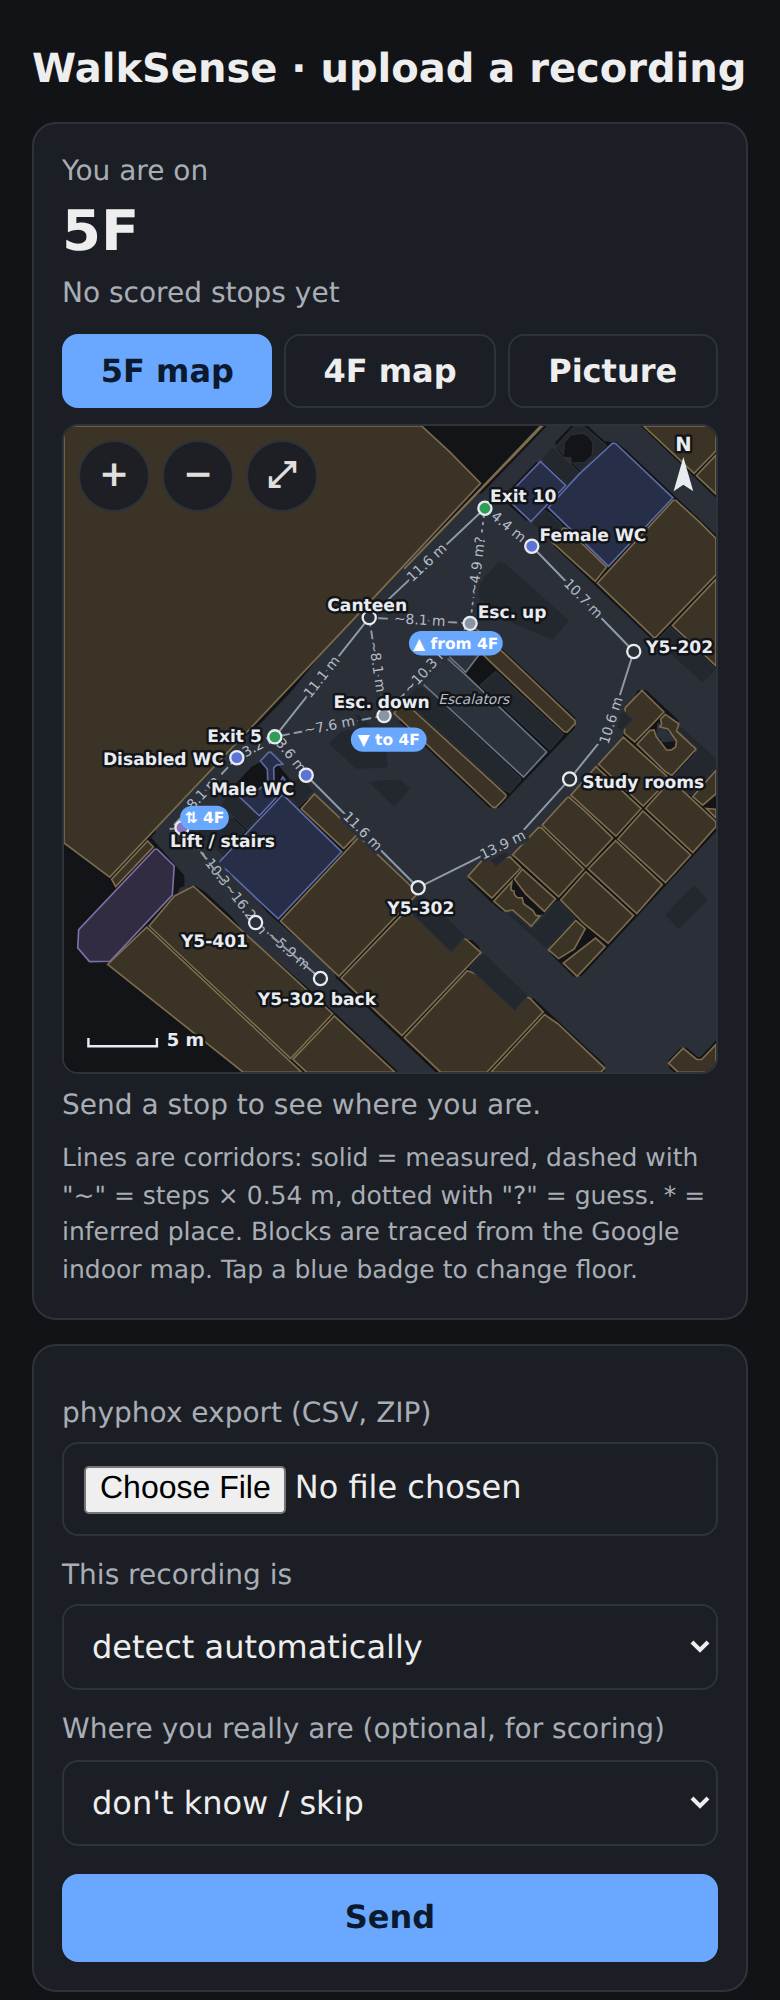 WalkSense · upload a recording
You are on
5F
No scored stops yet
5F map
4F map
Picture
+
−
N
Exit 10
4.4 m
Female WC
11.6 m
~4.9 m?
10.7 m
Canteen
~8.1 m
Esc. up
▲ from 4F
Y5-202
11.1 m
~8.1 m
Esc. down
Escalators
10.6 m
Exit 5
~7.6 m
▼ to 4F
Disabled WC
Male WC
Study rooms
8.1 m
⇅ 4F
Lift / stairs
11.6 m
13.9 m
Y5-302
Y5-401
~5.9 m
Y5-302 back
5 m
Send a stop to see where you are.
Lines are corridors: solid = measured, dashed with
"~" = steps × 0.54 m, dotted with "?" = guess. * =
inferred place. Blocks are traced from the Google
indoor map. Tap a blue badge to change floor.
phyphox export (CSV, ZIP)
Choose File No file chosen
This recording is
detect automatically
Where you really are (optional, for scoring)
don't know / skip
Send